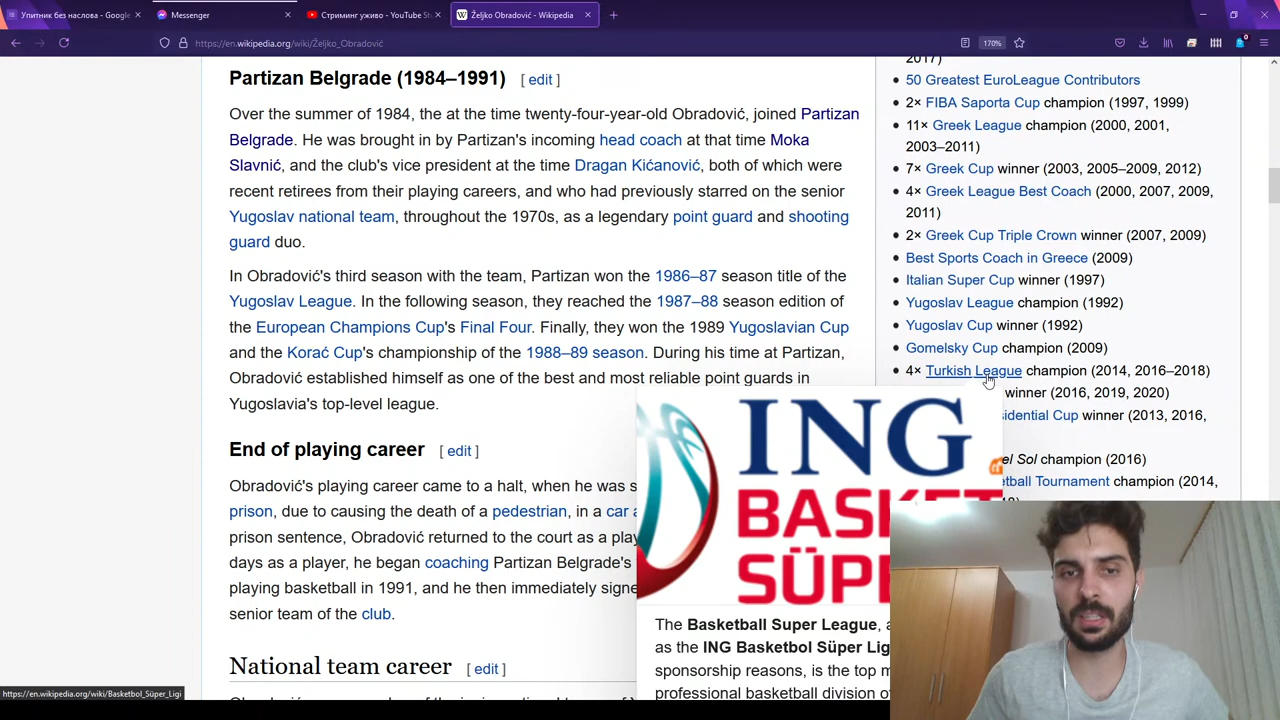 Упитник без наслова - Google
Messenger
Стриминг уживо - YouTube St
W Željko Obradović - Wikipedia
https://en.wikipedia.org/wiki/Željko_Obradović
170%
0
Partizan Belgrade (1984–1991) [ edit ]
Over the summer of 1984, the at the time twenty-four-year-old Obradović, joined Partizan
Belgrade. He was brought in by Partizan's incoming head coach at that time Moka
Slavnić, and the club's vice president at the time Dragan Kićanović, both of which were
recent retirees from their playing careers, and who had previously starred on the senior
Yugoslav national team, throughout the 1970s, as a legendary point guard and shooting
guard duo.
In Obradović's third season with the team, Partizan won the 1986–87 season title of the
Yugoslav League. In the following season, they reached the 1987–88 season edition of
the European Champions Cup's Final Four. Finally, they won the 1989 Yugoslavian Cup
and the Korać Cup's championship of the 1988–89 season. During his time at Partizan,
Obradović established himself as one of the best and most reliable point guards in
Yugoslavia's top-level league.
End of playing career [ edit ]
Obradović's playing career came to a halt, when he was s
prison, due to causing the death of a pedestrian, in a car a
prison sentence, Obradović returned to the court as a play
days as a player, he began coaching Partizan Belgrade's
playing basketball in 1991, and he then immediately signe
senior team of the club.
National team career [ edit ]
2017)
50 Greatest EuroLeague Contributors
2× FIBA Saporta Cup champion (1997, 1999)
11× Greek League champion (2000, 2001,
2003–2011)
7× Greek Cup winner (2003, 2005–2009, 2012)
4× Greek League Best Coach (2000, 2007, 2009,
2011)
2× Greek Cup Triple Crown winner (2007, 2009)
Best Sports Coach in Greece (2009)
Italian Super Cup winner (1997)
Yugoslav League champion (1992)
Yugoslav Cup winner (1992)
Gomelsky Cup champion (2009)
4× Turkish League champion (2014, 2016–2018)
winner (2016, 2019, 2020)
sidential Cup winner (2013, 2016,
el Sol champion (2016)
etball Tournament champion (2014,
ING
BASKET
SÜPE
The Basketball Super League, a
as the ING Basketbol Süper Lig
sponsorship reasons, is the top m
professional basketball division o
https://en.wikipedia.org/wiki/Basketbol_Süper_Ligi